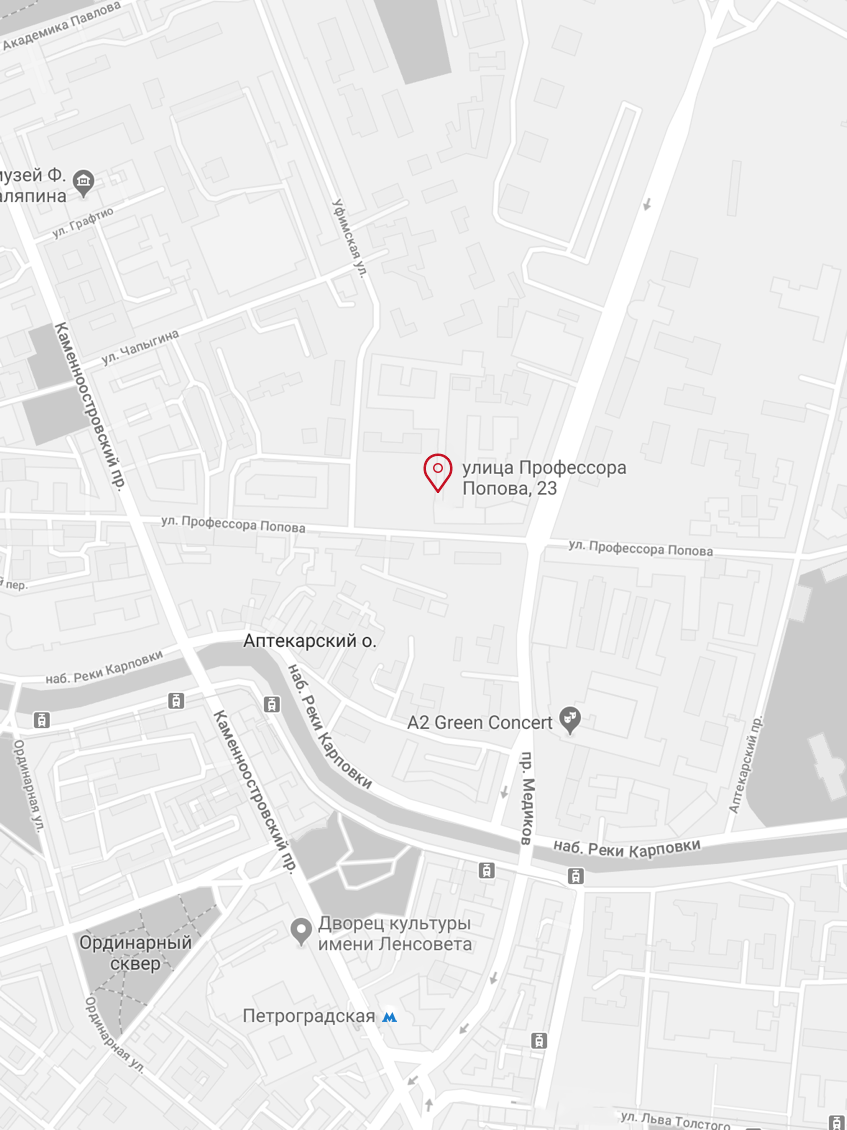 Академика Павлова
музей Ф.
ул. Графтио
Уфимская ул.
ул. Чапыгина
Каменноостровский пр.
улица Профессора
Попова, 23
ул. Профессора Попова
ул. Профессора Попова
пер.
Аптекарский о.
наб. Реки Карповки
наб. Реки Карповки
A2 Green Concert
Аптекарский пр.
Каменноостровский пр.
Ординарная ул.
пр. Медиков
наб. Реки Карповки
Дворец культуры
имени Ленсовета
Ординарный
сквер
Петроградская
Ординарная ул.
ул. Льва Толстого